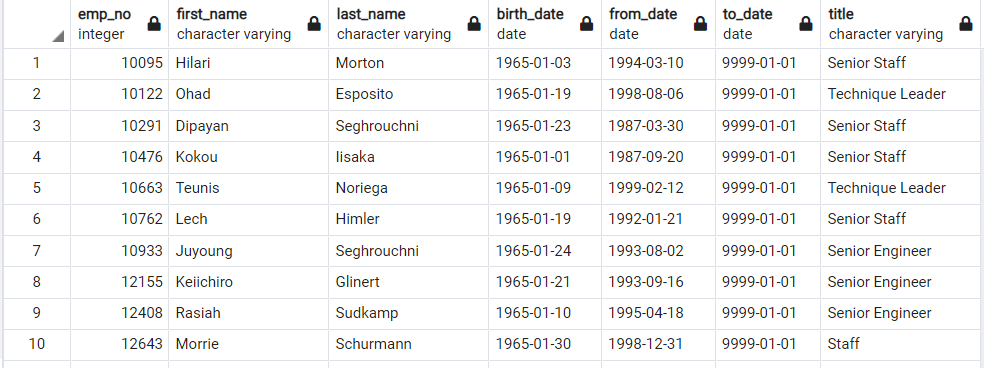 emp_no first_name last_name birth_date from_date to_date title
integer character varying character varying date date date character varying
1 10095 Hilari Morton 1965-01-03 1994-03-10 9999-01-01 Senior Staff
2 10122 Ohad Esposito 1965-01-19 1998-08-06 9999-01-01 Technique Leader
3 10291 Dipayan Seghrouchni 1965-01-23 1987-03-30 9999-01-01 Senior Staff
4 10476 Kokou Iisaka 1965-01-01 1987-09-20 9999-01-01 Senior Staff
5 10663 Teunis Noriega 1965-01-09 1999-02-12 9999-01-01 Technique Leader
6 10762 Lech Himler 1965-01-19 1992-01-21 9999-01-01 Senior Staff
7 10933 Juyoung Seghrouchni 1965-01-24 1993-08-02 9999-01-01 Senior Engineer
8 12155 Keiichiro Glinert 1965-01-21 1993-09-16 9999-01-01 Senior Engineer
9 12408 Rasiah Sudkamp 1965-01-10 1995-04-18 9999-01-01 Senior Engineer
10 12643 Morrie Schurmann 1965-01-30 1998-12-31 9999-01-01 Staff